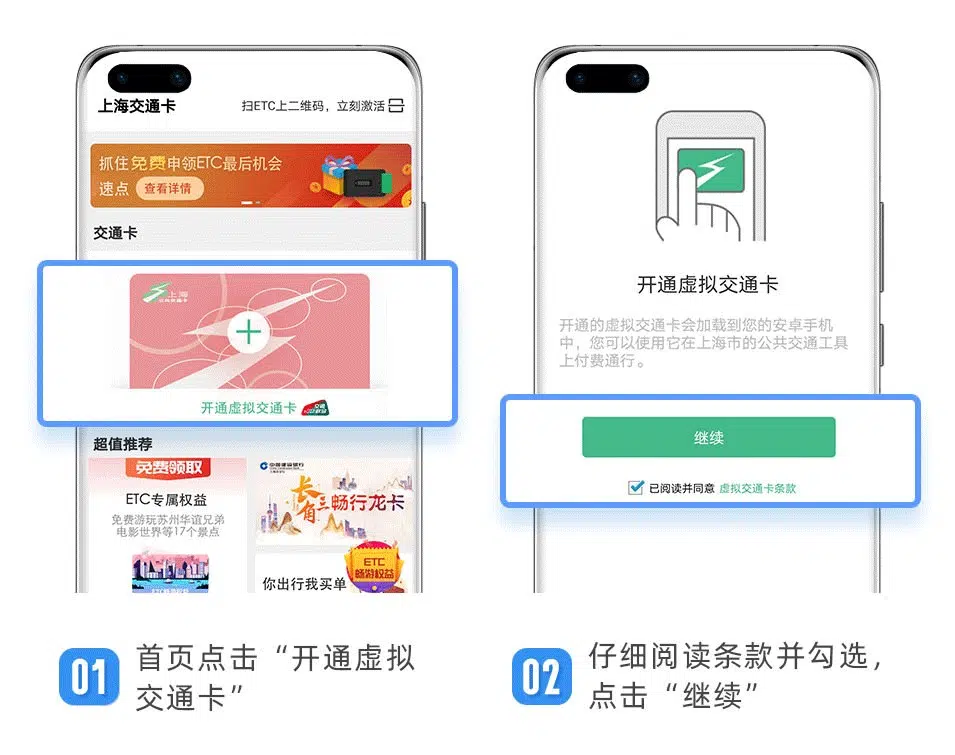 上海交通卡
扫ETC上二维码，立刻激活
抓住免费申领ETC最后机会
速点 查看详情
交通卡
上海
公共交通卡
开通虚拟交通卡
超值推荐
免费领取
ETC专属权益
免费游玩苏州华谊兄弟
电影世界等17个景点
中国建设银行
长三角畅行龙卡
ETC
畅游权益
你出行我买单
01
首页点击“开通虚拟
交通卡”
开通虚拟交通卡
开通的虚拟交通卡会加载到您的安卓手机
中，您可以使用它在上海市的公共交通工具
上付费通行。
继续
已阅读并同意 虚拟交通卡条款
02
仔细阅读条款并勾选，
点击“继续”